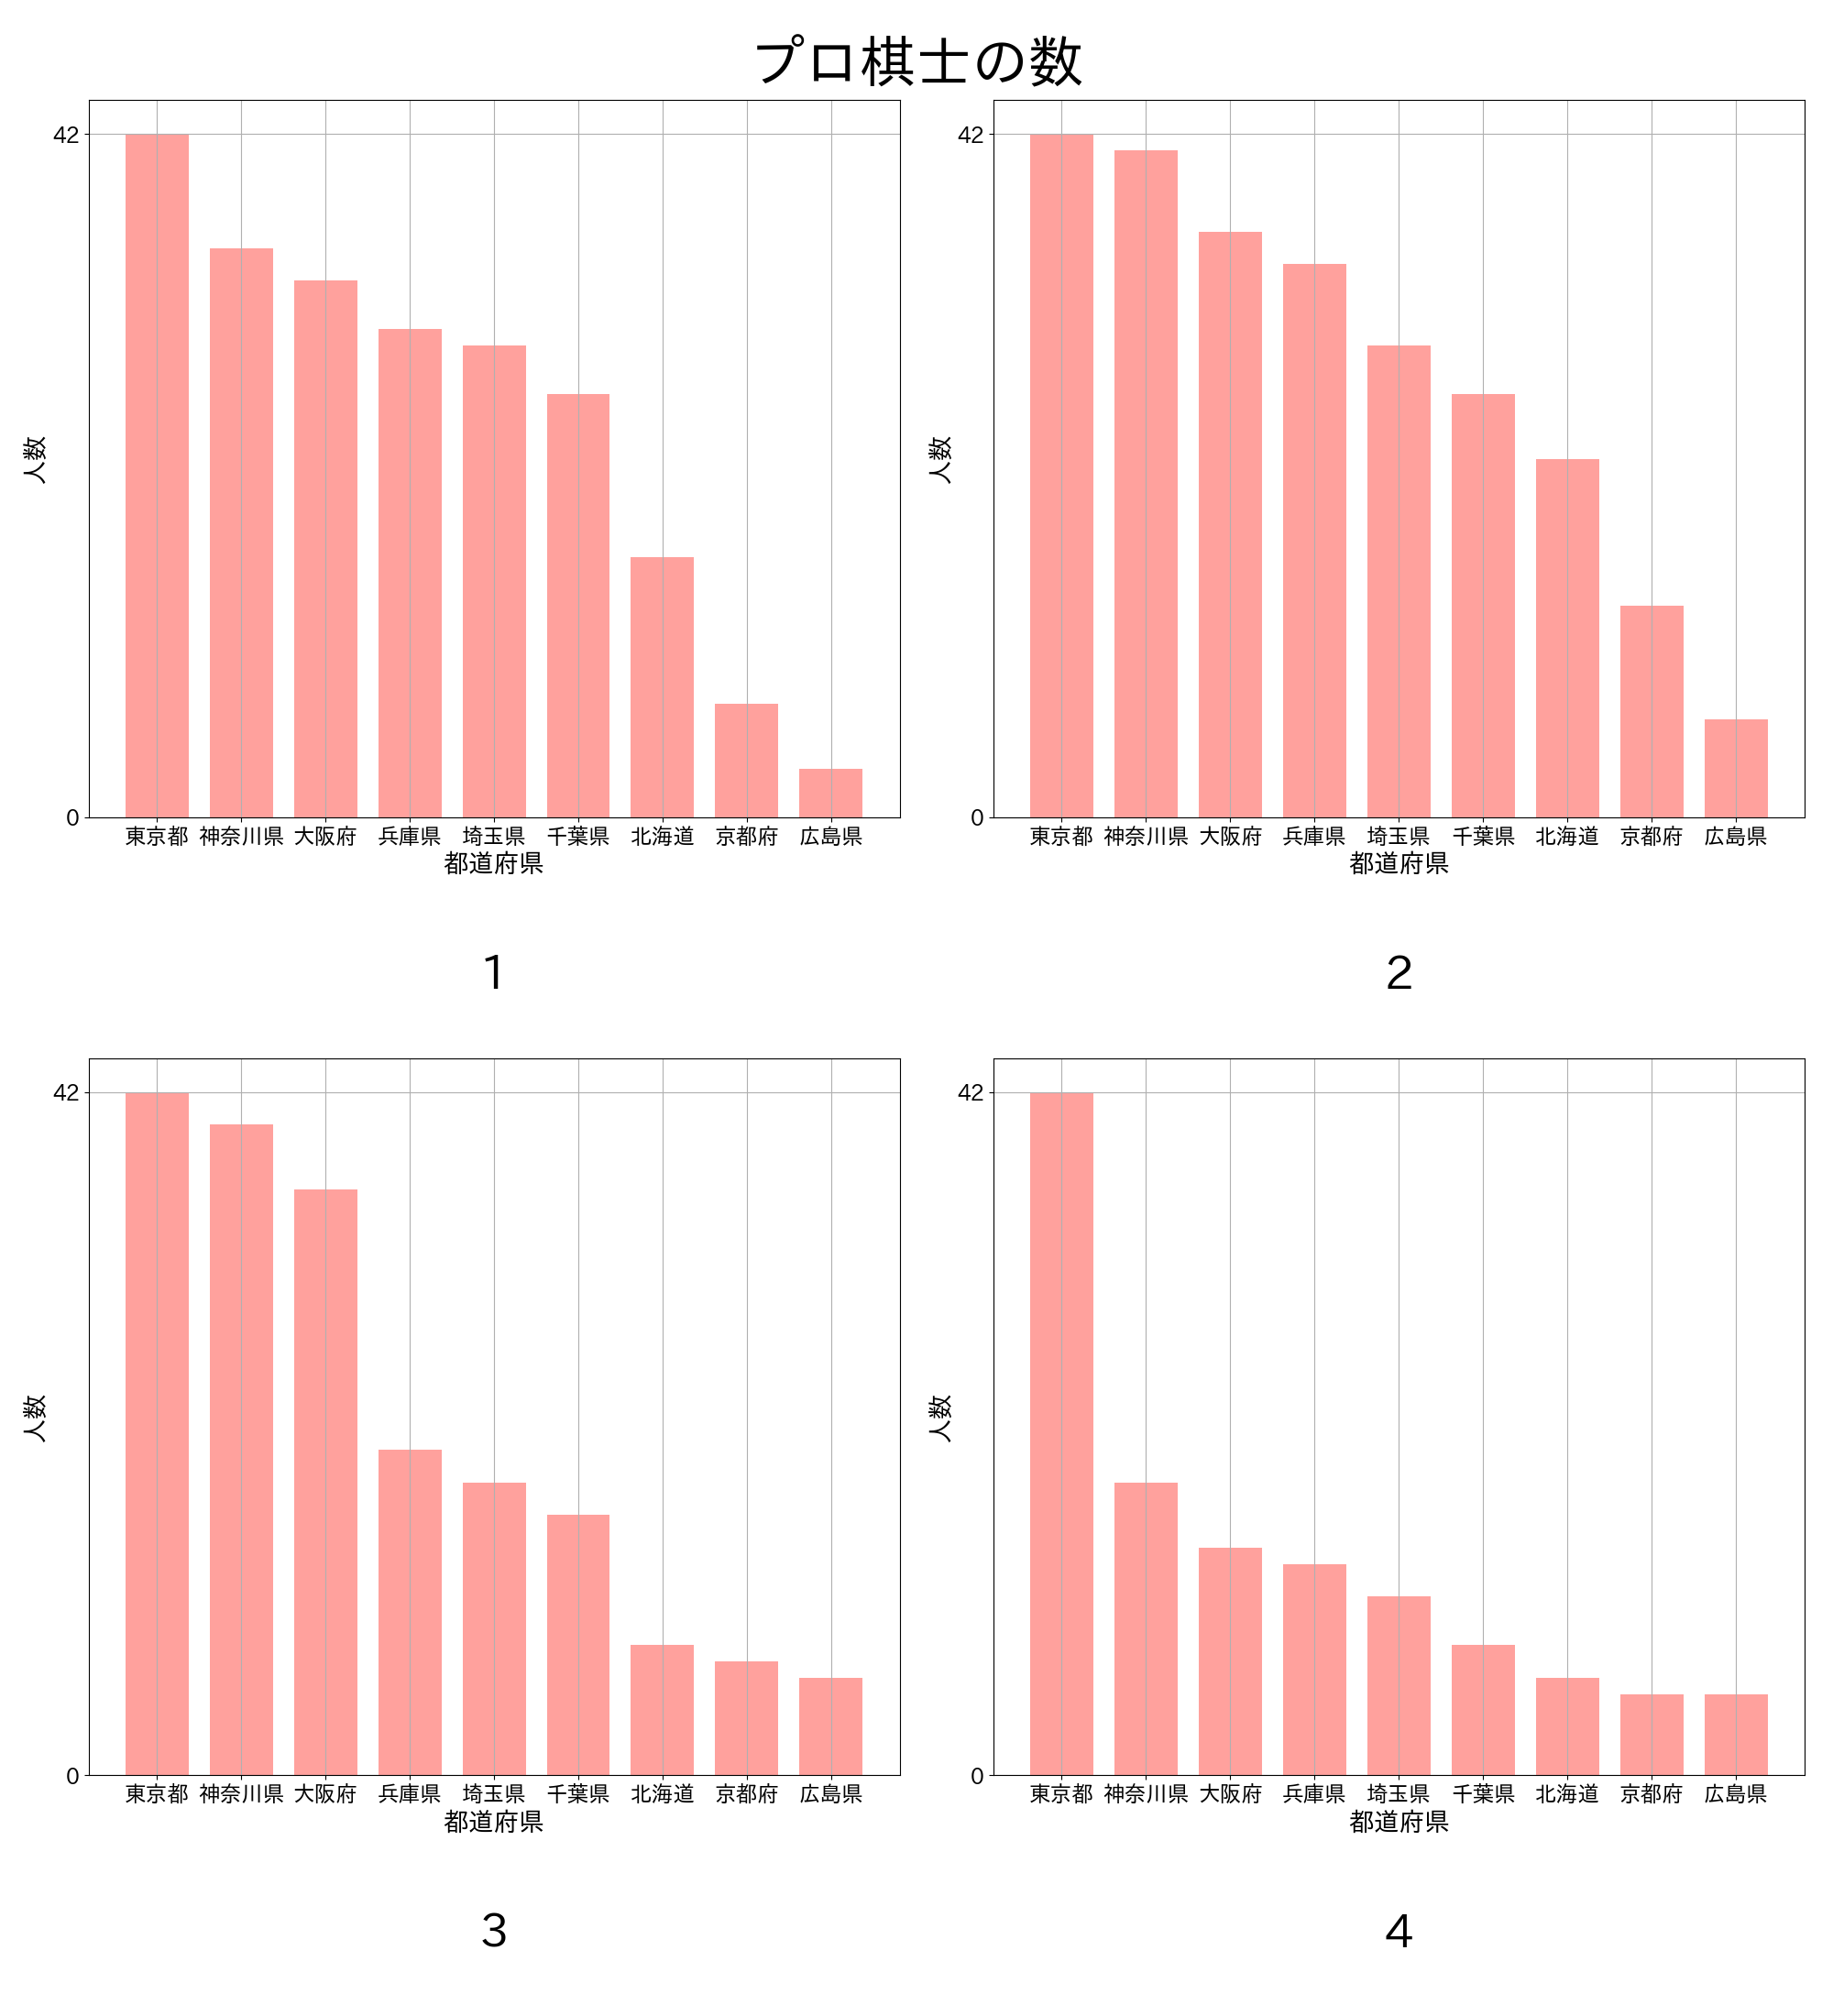 プロ棋士の数
42
人数
0
東京都 神奈川県 大阪府 兵庫県 埼玉県 千葉県 北海道 京都府 広島県
都道府県
1
42
人数
0
東京都 神奈川県 大阪府 兵庫県 埼玉県 千葉県 北海道 京都府 広島県
都道府県
2
42
人数
0
東京都 神奈川県 大阪府 兵庫県 埼玉県 千葉県 北海道 京都府 広島県
都道府県
3
42
人数
0
東京都 神奈川県 大阪府 兵庫県 埼玉県 千葉県 北海道 京都府 広島県
都道府県
4